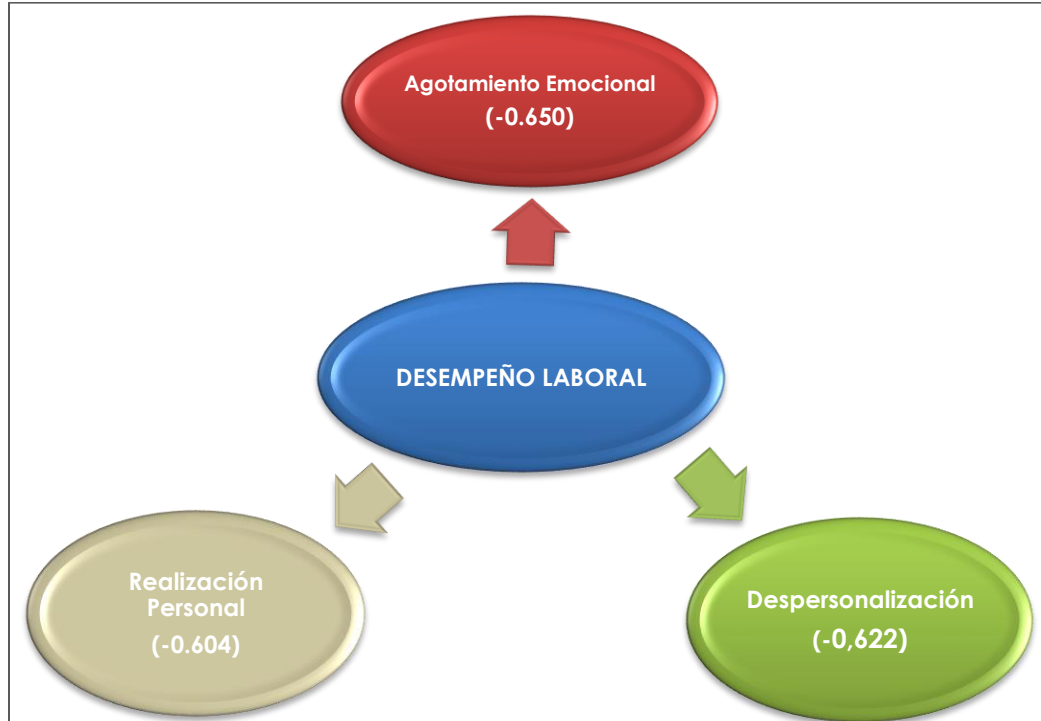 Agotamiento Emocional
(-0.650)
DESEMPEÑO LABORAL
Realización
Personal
(-0.604)
Despersonalización
(-0,622)